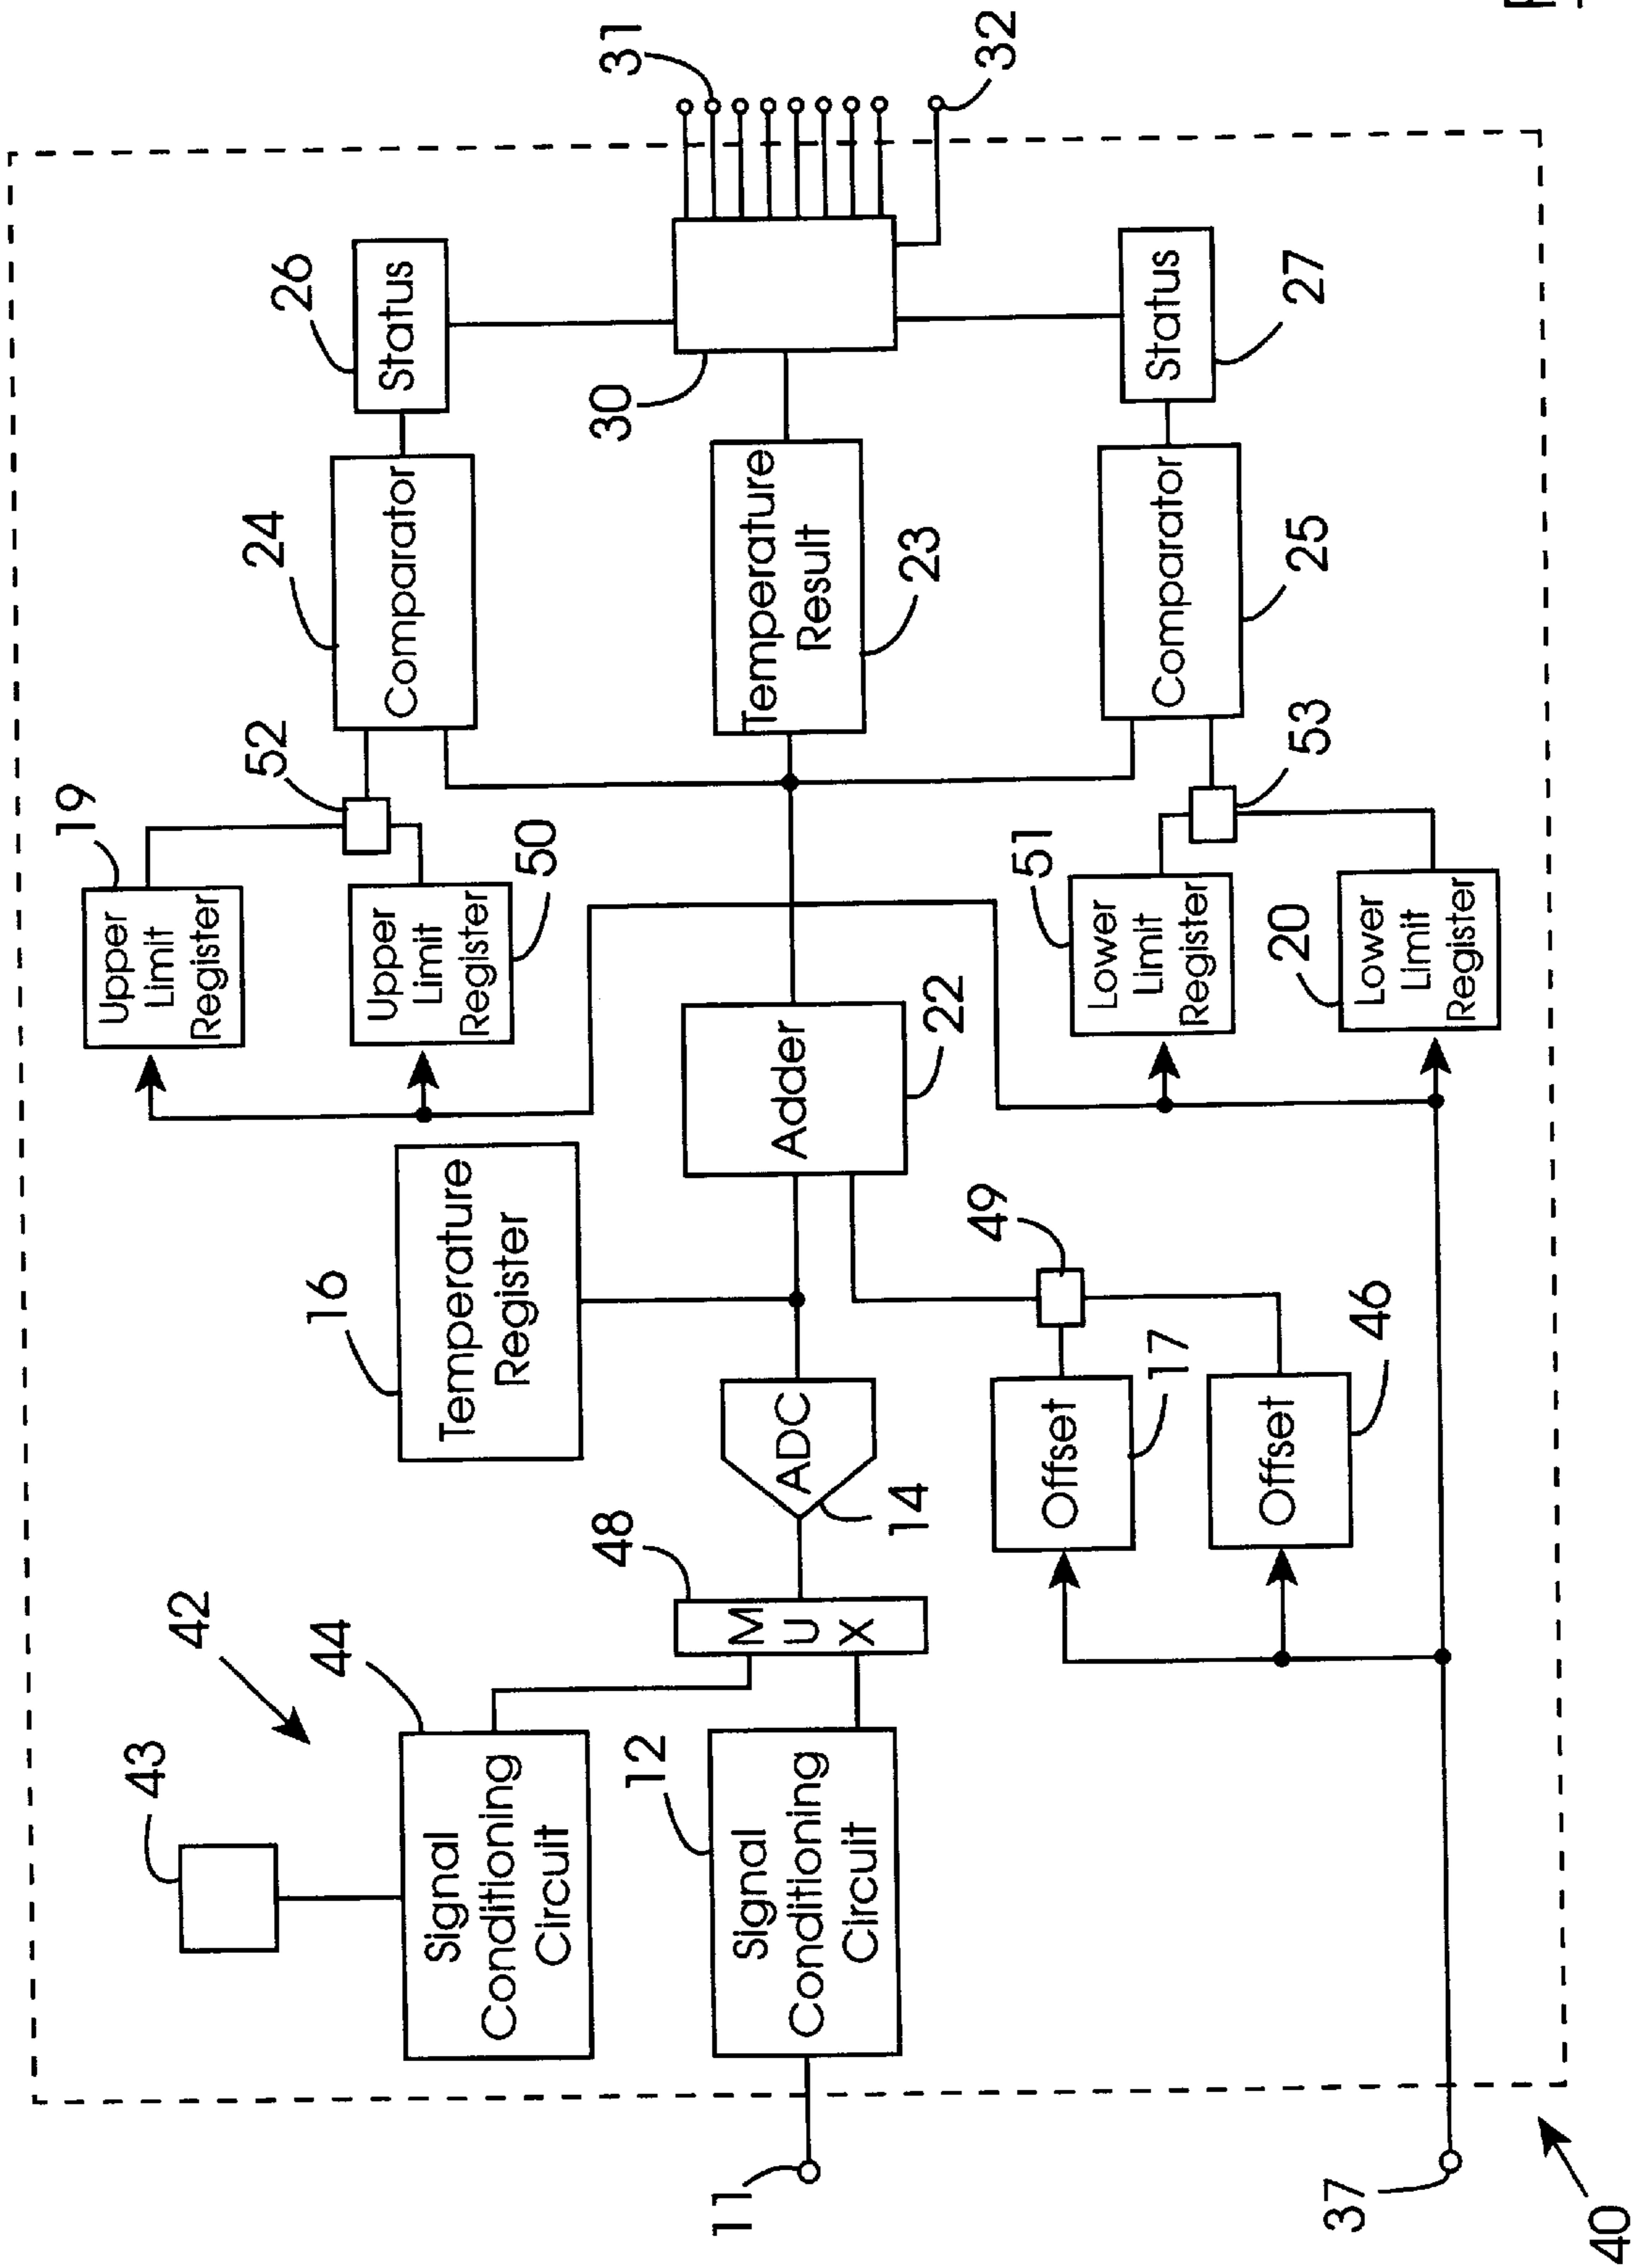 42
43
44
Signal
Conditioning
Circuit
11
12
Signal
Conditioning
Circuit
48
M
U
X
14
ADC
16
Temperature
Register
Offset
17
Offset
46
49
Adder
22
19
Upper
Limit
Register
Upper
Limit
Register
50
51
Lower
Limit
Register
20
Lower
Limit
Register
52
53
24
Comparator
Temperature
Result
23
Comparator
25
26
Status
30
Status
27
31
32
37
40